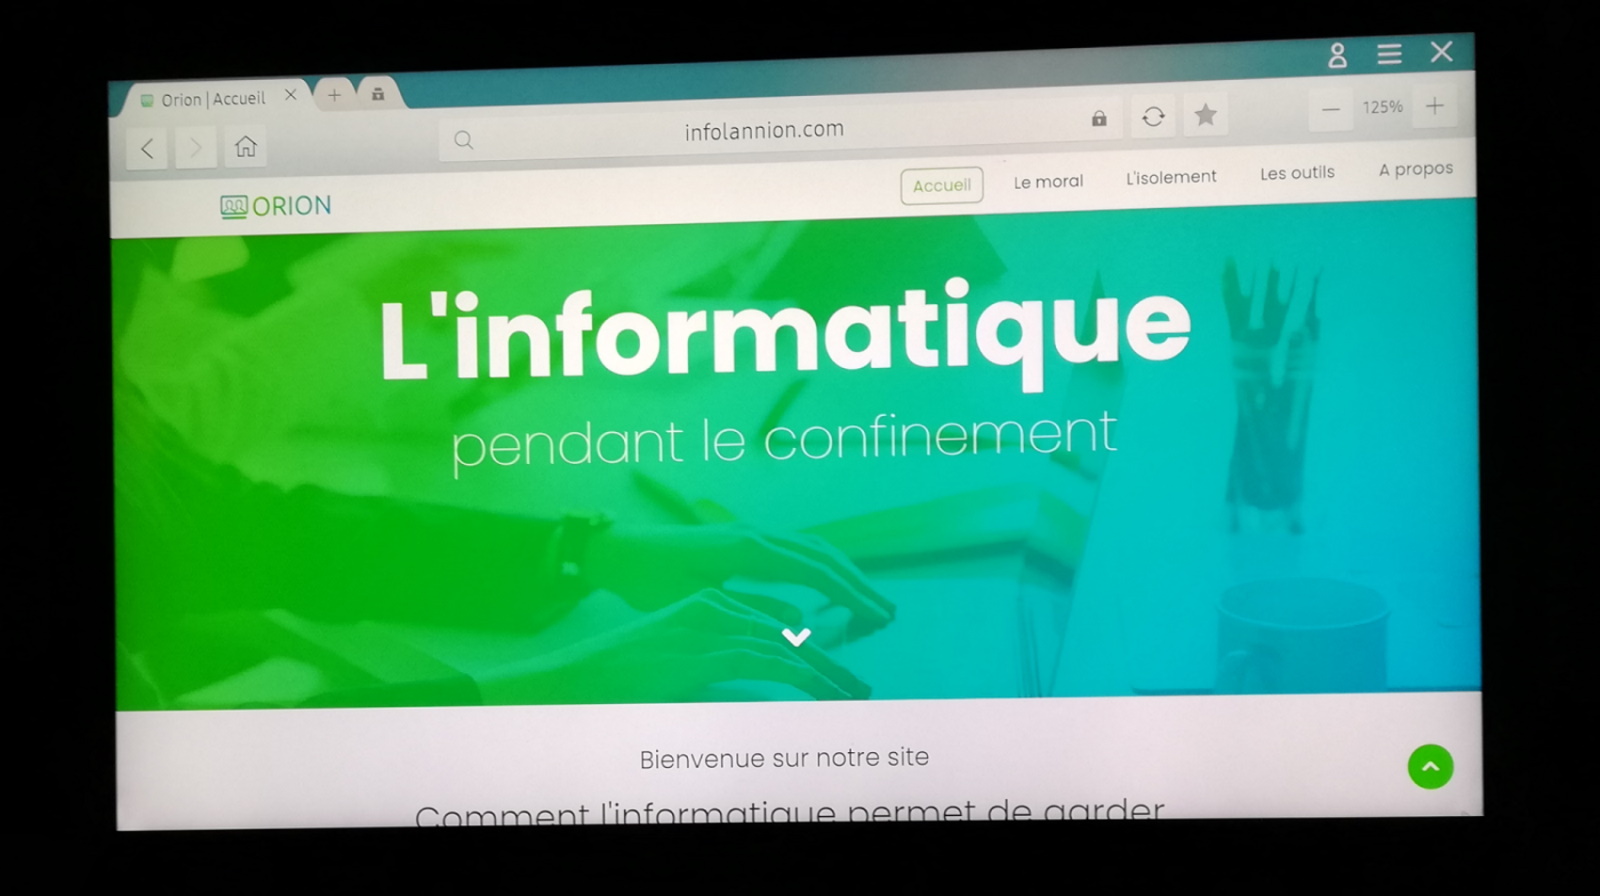 Orion | Accueil
infolannion.com
125%
ORION
Accueil
Le moral
L'isolement
Les outils
A propos
L'informatique
pendant le confinement
Bienvenue sur notre site
Comment l'informatique permet de garder